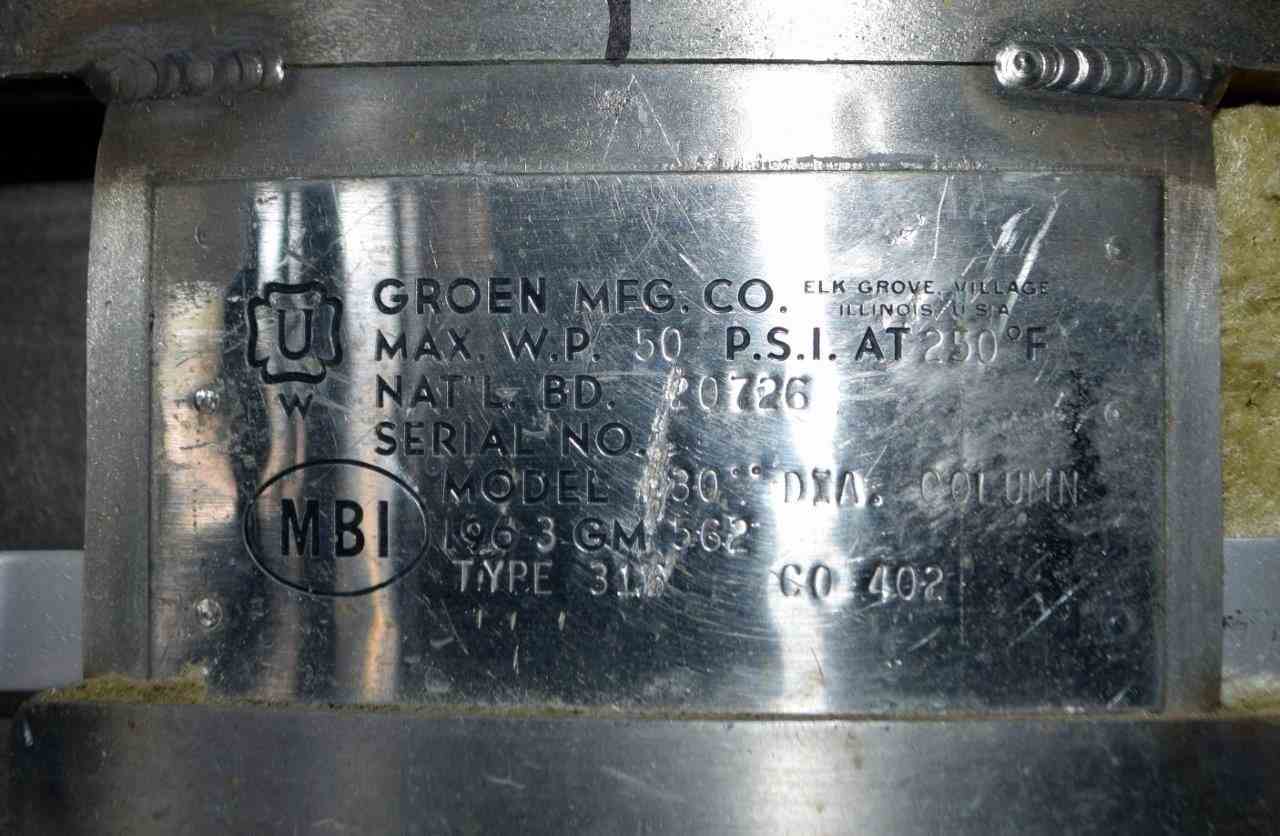 GROEN MFG. CO. ELK GROVE VILLAGE
ILLINOIS, U.S.A
U
MAX. W.P. 50 P.S.I. AT 250°F
W
NAT'L. BD. 20726
SERIAL NO.
MBI
MODEL 30" DIA. COLUMN
1963 GM 562
TYPE CO 402